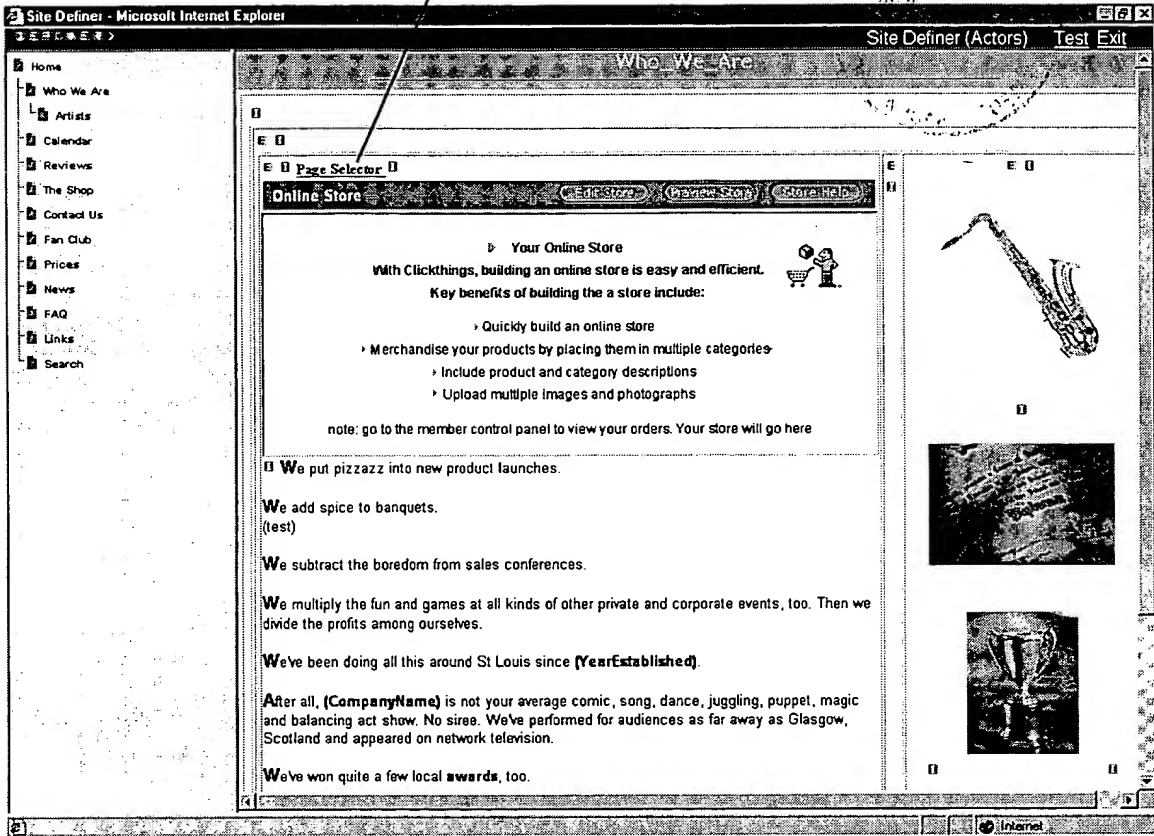 Site Definer - Microsoft Internet Explorer
Site Definer (Actors) Test Exit
Home
Who We Are
Artists
Calendar
Reviews
The Shop
Contact Us
Fan Club
Prices
News
FAQ
Links
Search
Who_We_Are
I
E I
E I Page Selector I
Online Store Edit Store Preview Store Store Help
Your Online Store
With Clickthings, building an online store is easy and efficient.
Key benefits of building the a store include:
Quickly build an online store
Merchandise your products by placing them in multiple categories
Include product and category descriptions
Upload multiple images and photographs
note: go to the member control panel to view your orders. Your store will go here
I We put pizzazz into new product launches.
We add spice to banquets.
(test)
We subtract the boredom from sales conferences.
We multiply the fun and games at all kinds of other private and corporate events, too. Then we
divide the profits among ourselves.
We've been doing all this around St Louis since (YearEstablished).
After all, (CompanyName) is not your average comic, song, dance, juggling, puppet, magic
and balancing act show. No siree. We've performed for audiences as far away as Glasgow,
Scotland and appeared on network television.
We've won quite a few local awards, too.
E
I
E I
I
I I
Internet